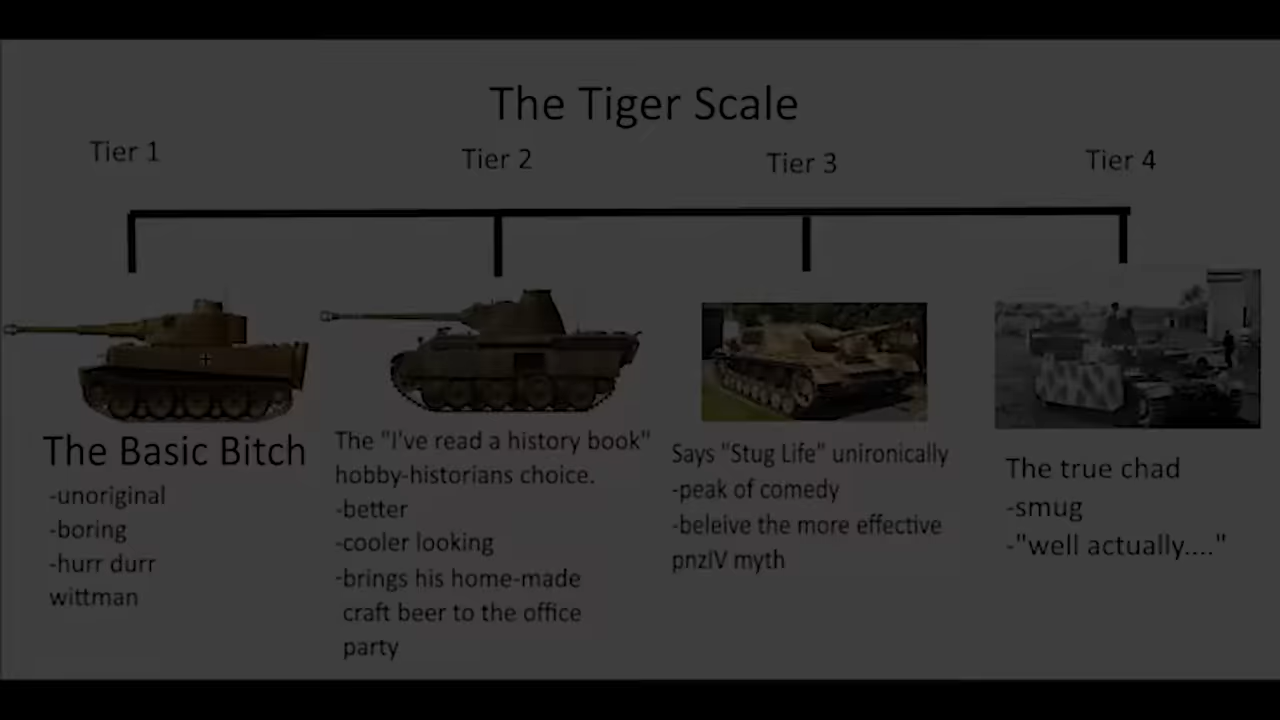 The Tiger Scale
Tier 1
Tier 2
Tier 3
Tier 4
The Basic Bitch
-unoriginal
-boring
-hurr durr
wittman
The "I've read a history book"
hobby-historians choice.
-better
-cooler looking
-brings his home-made
craft beer to the office
party
Says "Stug Life" unironically
-peak of comedy
-beleive the more effective
pnzIV myth
The true chad
-smug
-"well actually...."